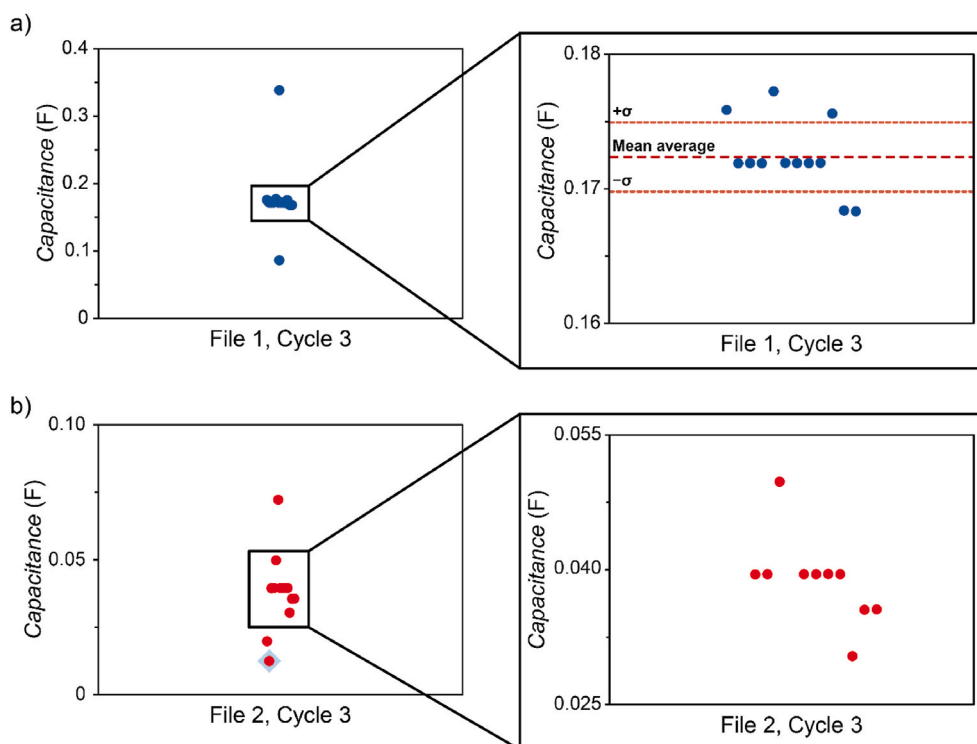 a)
0.4
0.3
0.2
0.1
0
Capacitance (F)
File 1, Cycle 3
0.18
0.17
0.16
Capacitance (F)
+σ
Mean average
−σ
File 1, Cycle 3
b)
0.10
0.05
0
Capacitance (F)
File 2, Cycle 3
0.055
0.040
0.025
Capacitance (F)
File 2, Cycle 3